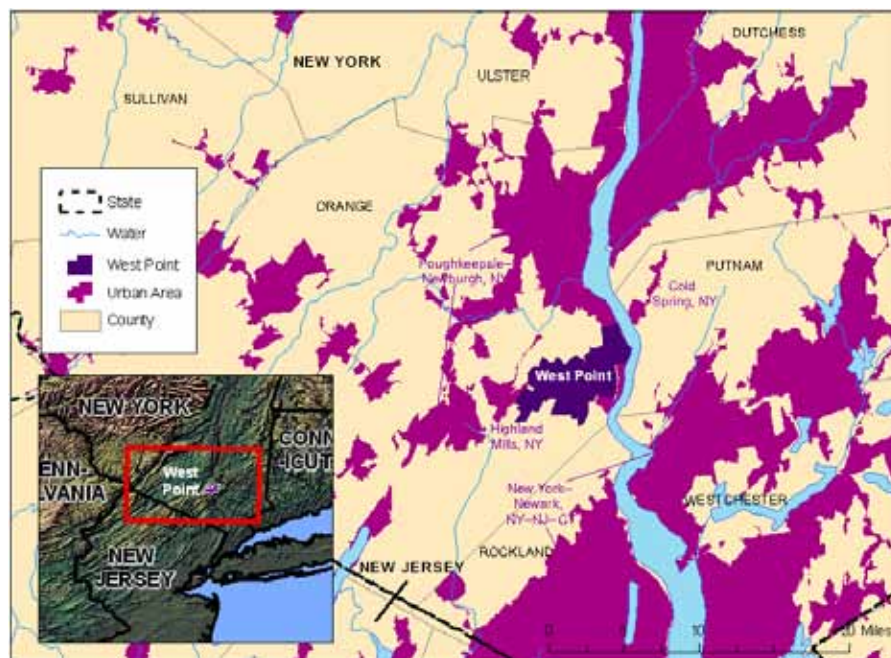 DUTCHESS
NEW YORK
ULSTER
SULLIVAN
State
Water
West Point
Urban Area
County
ORANGE
Poughkeepsie–
Newburgh, NY
PUTNAM
Cold
Spring, NY
West Point
Highland
Mills, NY
New York–
Newark,
NY–NJ–CT
WESTCHESTER
ROCKLAND
NEW JERSEY
NEW YORK
CONN
ENN-
LVANIA
West
Point
NEW
JERSEY
0
10
20 Miles